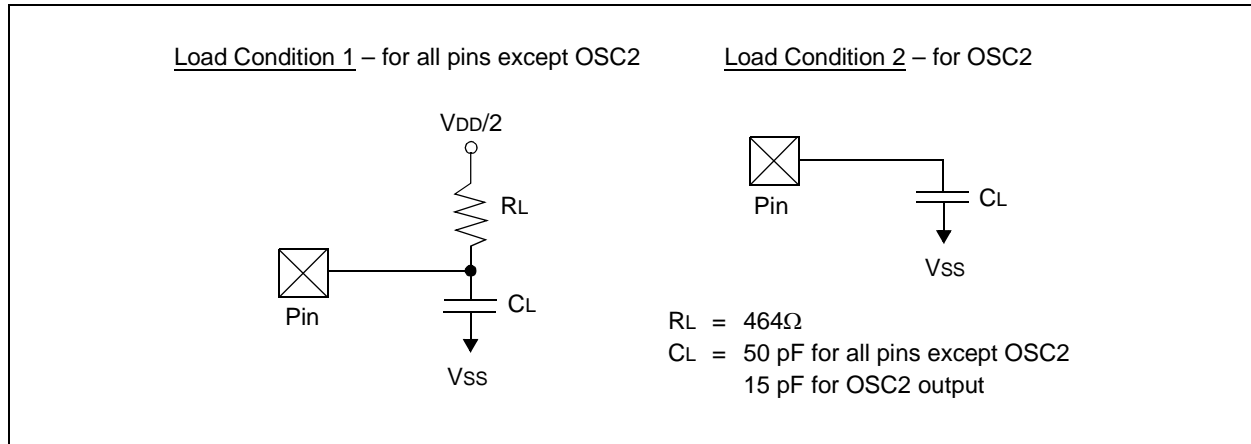 Load Condition 1 – for all pins except OSC2
Load Condition 2 – for OSC2
VDD/2
RL
Pin
CL
VSS
Pin
CL
VSS
RL = 464Ω
CL = 50 pF for all pins except OSC2
15 pF for OSC2 output